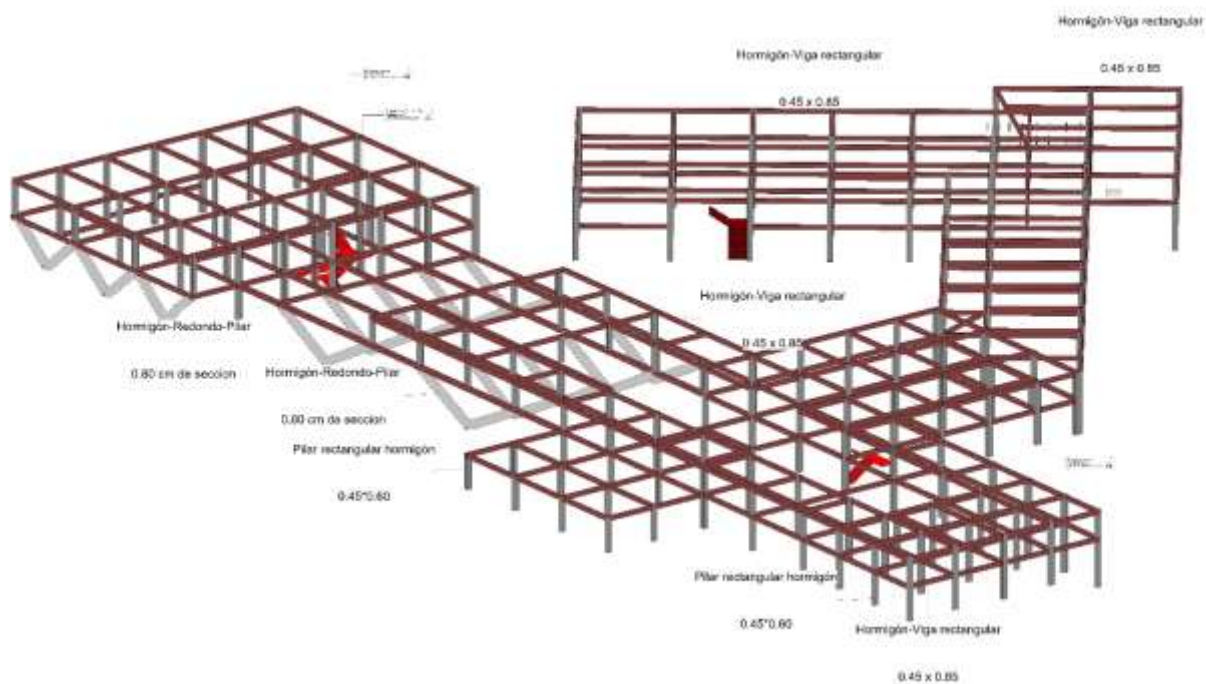 Hormigón-Viga rectangular
0.45 x 0.85
Hormigón-Viga rectangular
0.45 x 0.85
Hormigón-Viga rectangular
0.45 x 0.85
Hormigón-Redondo-Pilar
0.80 cm de seccion
Hormigón-Redondo-Pilar
0.80 cm de seccion
Pilar rectangular hormigón
0.45*0.60
Pilar rectangular hormigón
0.45*0.60
Hormigón-Viga rectangular
0.45 x 0.85